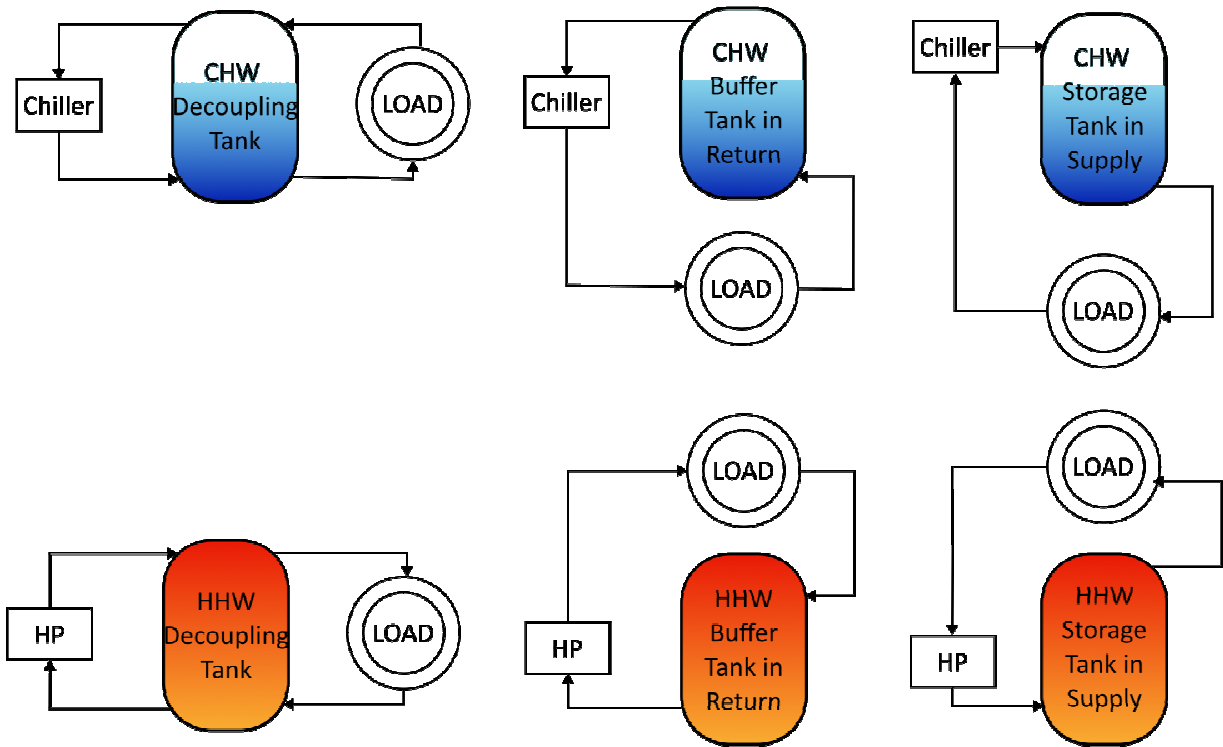 Chiller
CHW
Decoupling
Tank
LOAD
Chiller
CHW
Buffer
Tank in
Return
LOAD
Chiller
CHW
Storage
Tank in
Supply
LOAD
HP
HHW
Decoupling
Tank
LOAD
LOAD
HP
HHW
Buffer
Tank in
Return
LOAD
HP
HHW
Storage
Tank in
Supply